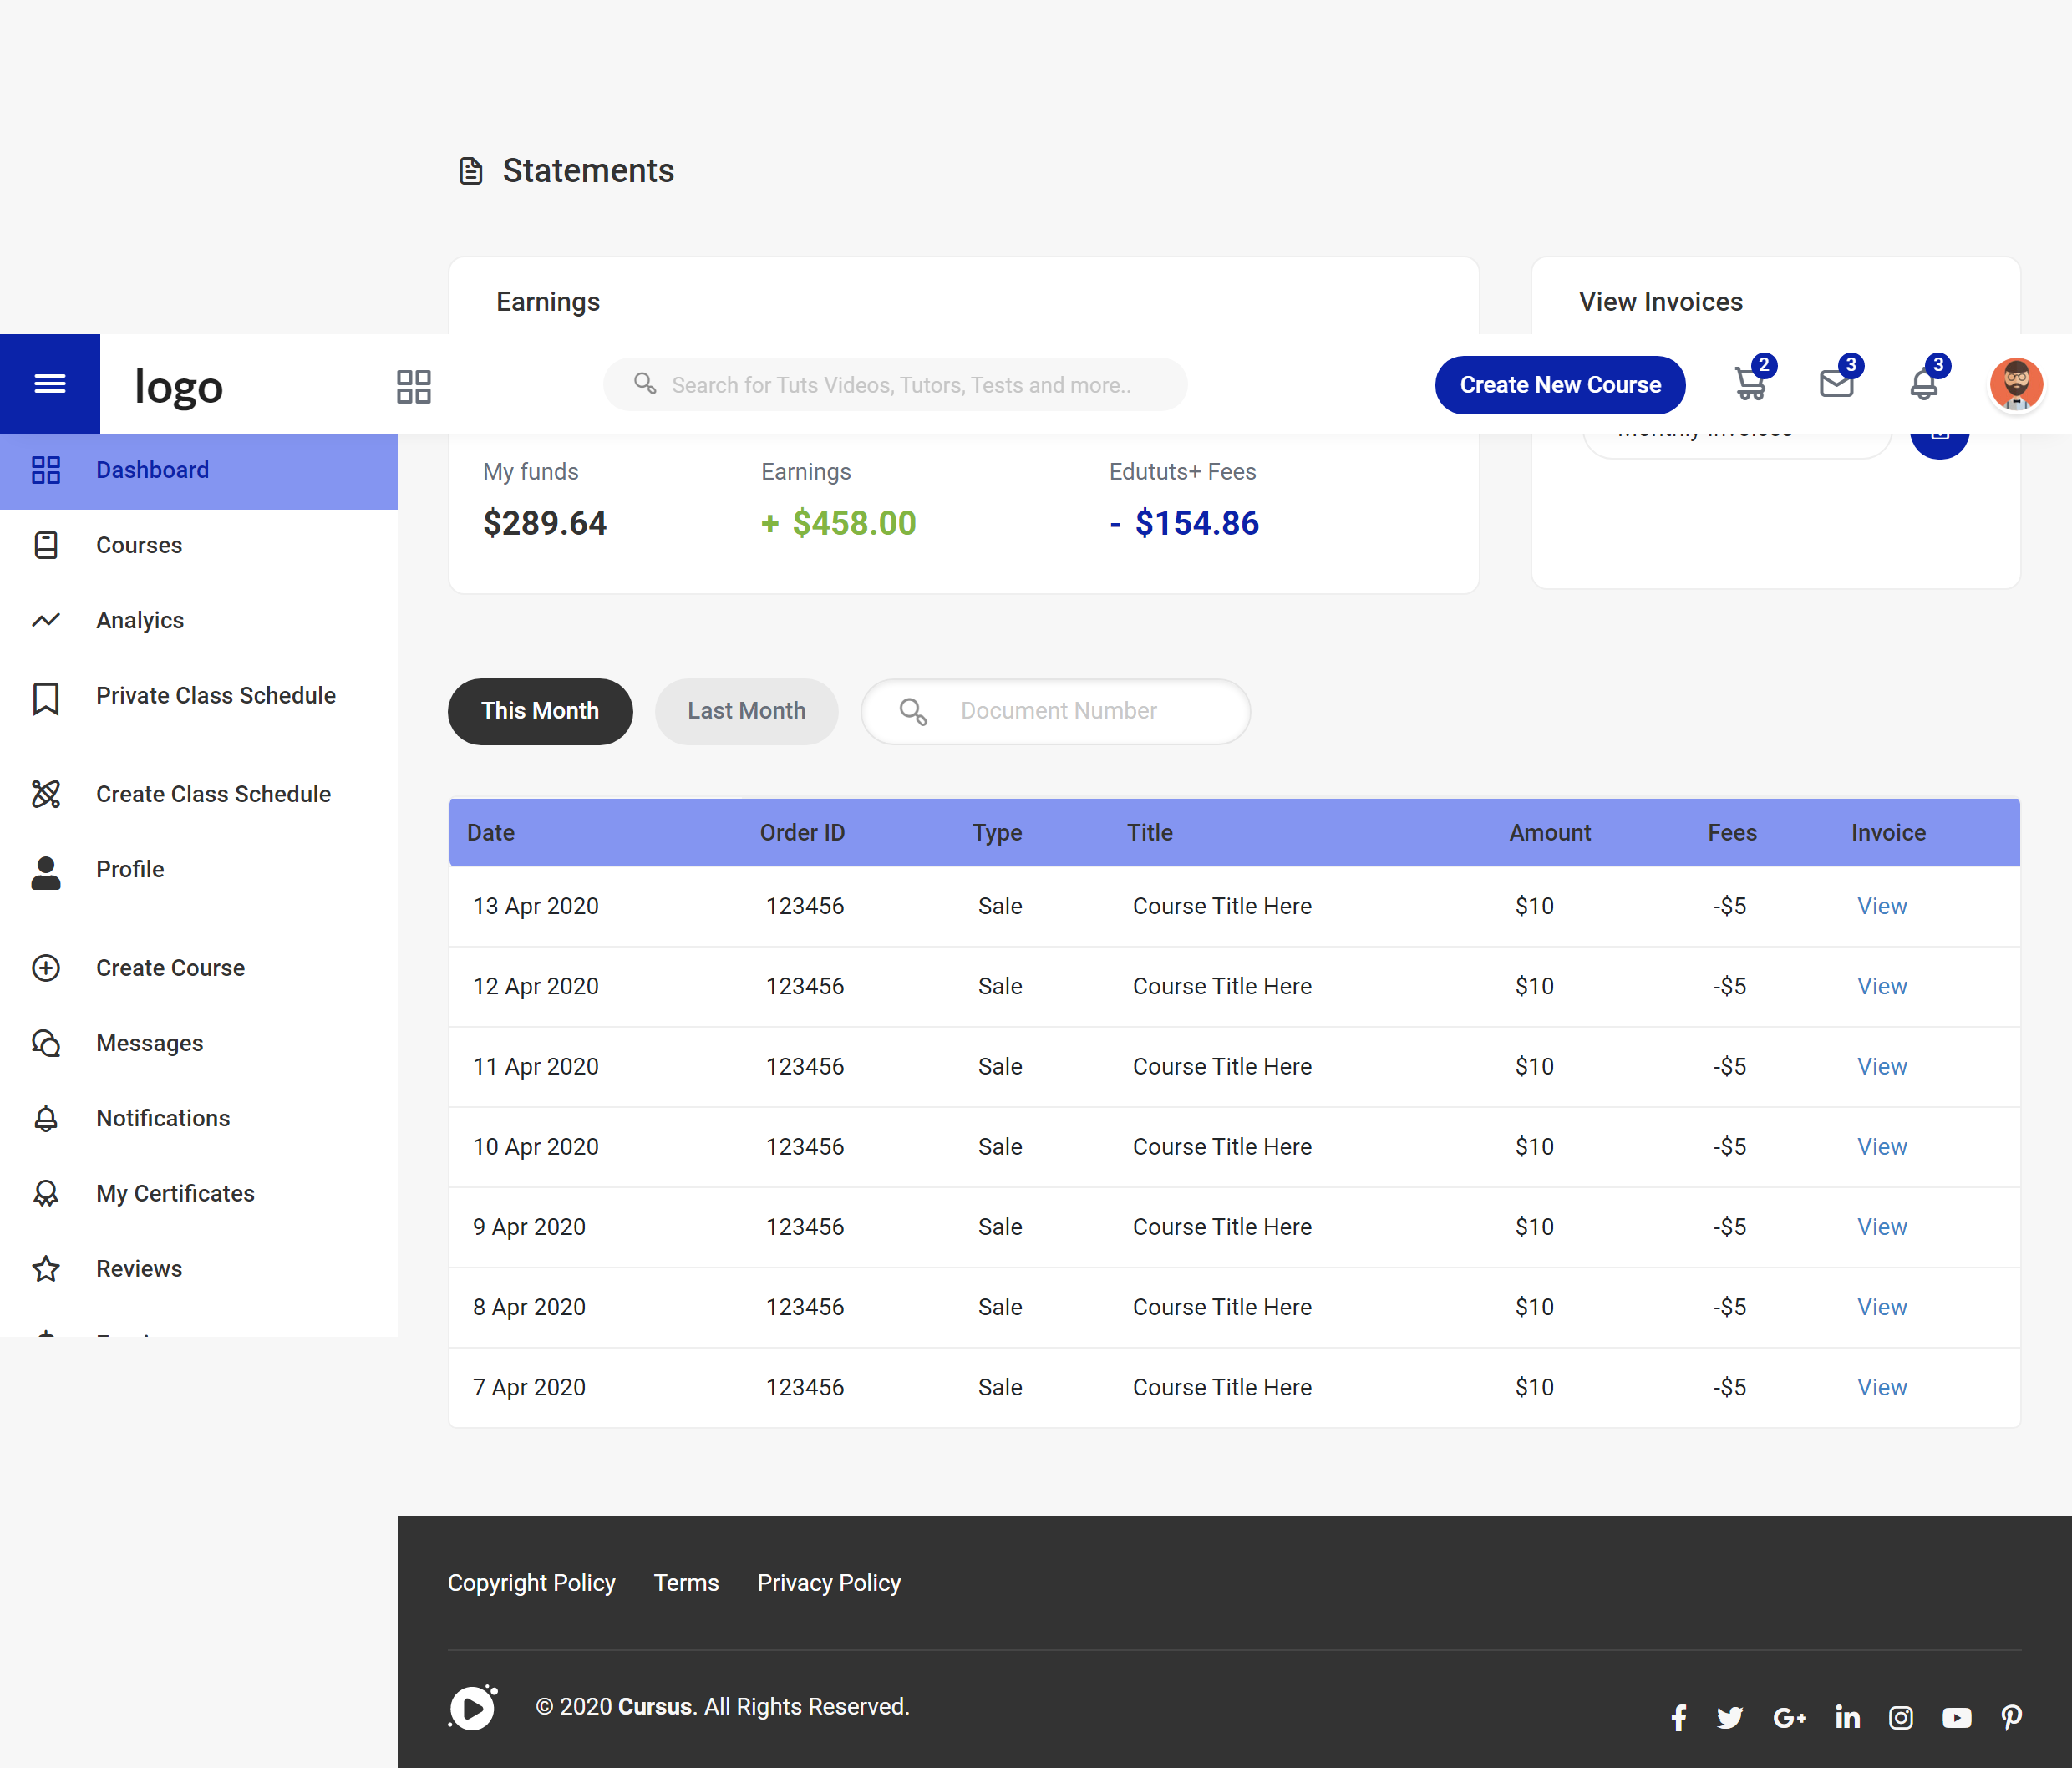 Statements
Earnings
View Invoices
logo
Search for Tuts Videos, Tutors, Tests and more..
Create New Course
2
3
3
Dashboard
Courses
Analyics
Private Class Schedule
Create Class Schedule
Profile
Create Course
Messages
Notifications
My Certificates
Reviews
My funds Earnings Edututs+ Fees
$289.64 + $458.00 - $154.86
This Month Last Month Document Number
Date Order ID Type Title Amount Fees Invoice
13 Apr 2020 123456 Sale Course Title Here $10 -$5 View
12 Apr 2020 123456 Sale Course Title Here $10 -$5 View
11 Apr 2020 123456 Sale Course Title Here $10 -$5 View
10 Apr 2020 123456 Sale Course Title Here $10 -$5 View
9 Apr 2020 123456 Sale Course Title Here $10 -$5 View
8 Apr 2020 123456 Sale Course Title Here $10 -$5 View
7 Apr 2020 123456 Sale Course Title Here $10 -$5 View
Copyright Policy Terms Privacy Policy
© 2020 Cursus. All Rights Reserved.